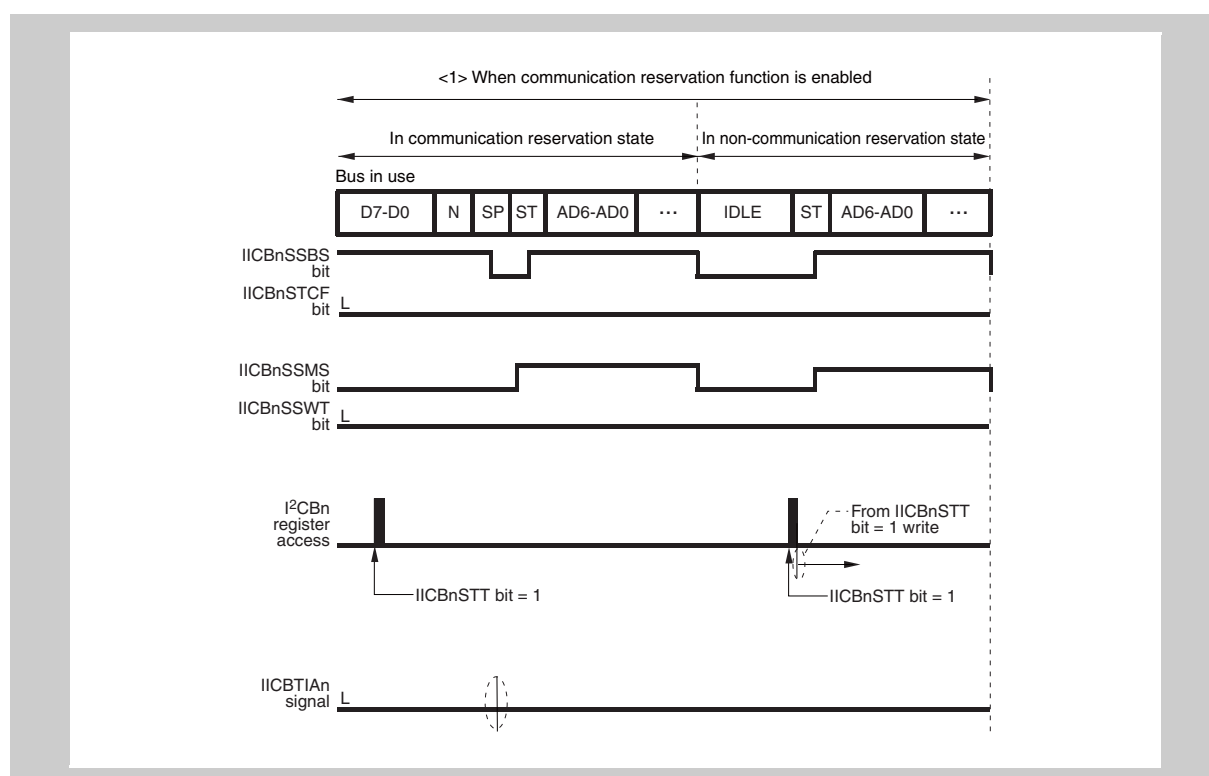 <1> When communication reservation function is enabled
In communication reservation state
In non-communication reservation state
Bus in use
D7-D0 N SP ST AD6-AD0 ··· IDLE ST AD6-AD0 ···
IICBnSSBS
bit
IICBnSTCF
bit L
IICBnSSMS
bit
IICBnSSWT
bit L
I²CBn
register
access
From IICBnSTT
bit = 1 write
IICBnSTT bit = 1
IICBnSTT bit = 1
IICBTIAn
signal L